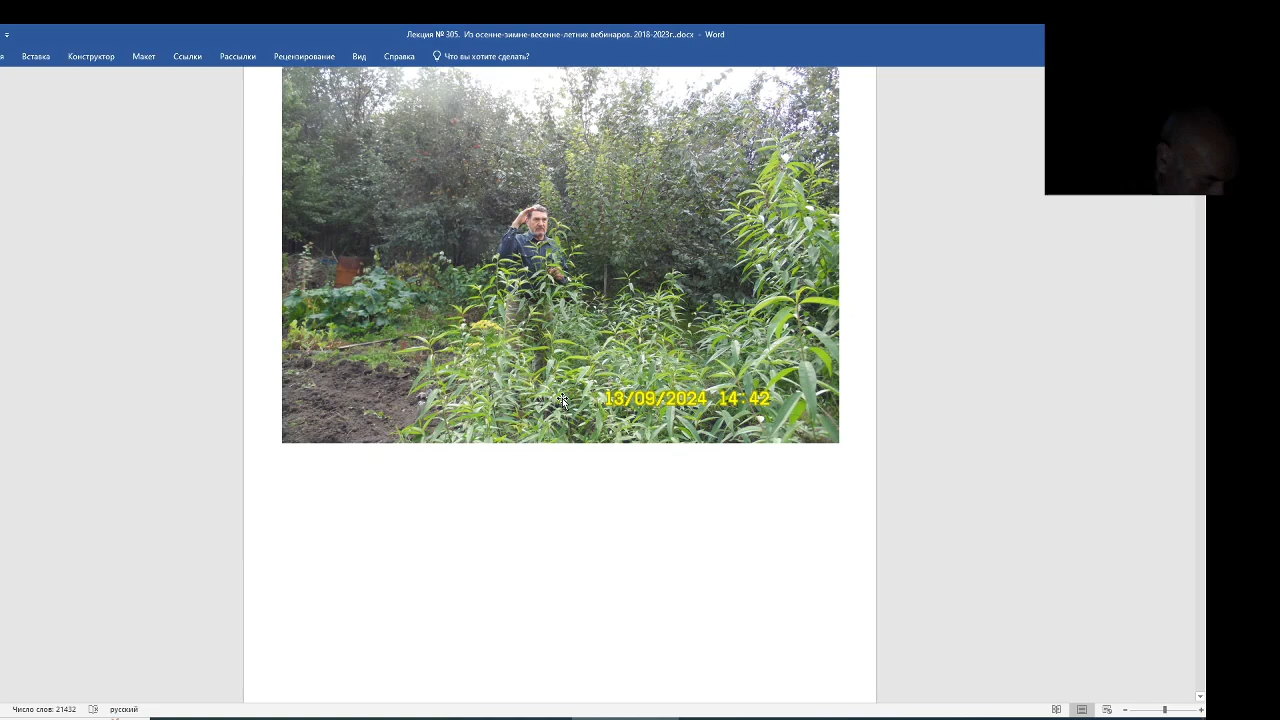 Лекция № 305. Из осенне-зимне-весенне-летних вебинаров. 2018-2023г..docx - Word
я Вставка Конструктор Макет Ссылки Рассылки Рецензирование Вид Справка Что вы хотите сделать?
13/09/2024 14:42
Число слов: 21432 русский